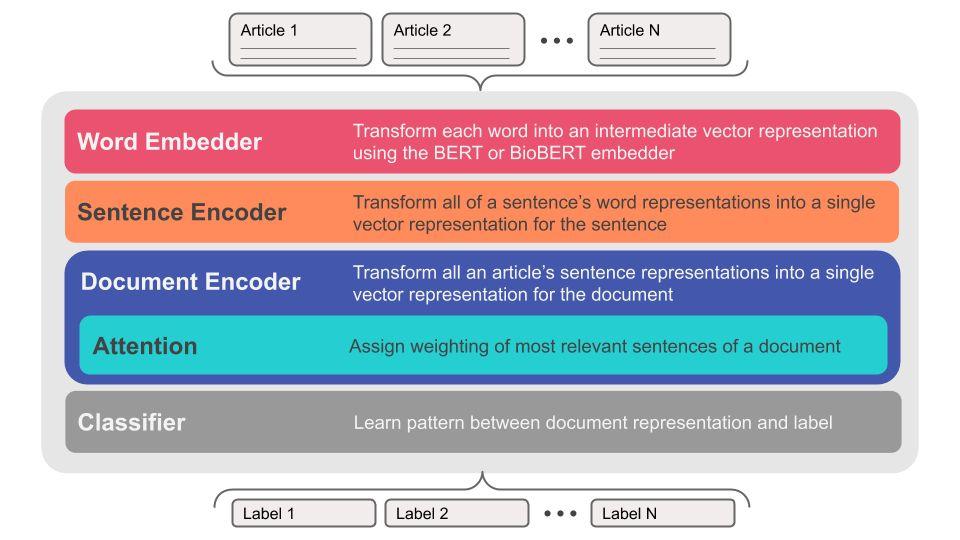 Article 1
Article 2
Article N
Word Embedder
Transform each word into an intermediate vector representation
using the BERT or BioBERT embedder
Sentence Encoder
Transform all of a sentence’s word representations into a single
vector representation for the sentence
Document Encoder
Transform all an article’s sentence representations into a single
vector representation for the document
Attention
Assign weighting of most relevant sentences of a document
Classifier
Learn pattern between document representation and label
Label 1
Label 2
Label N